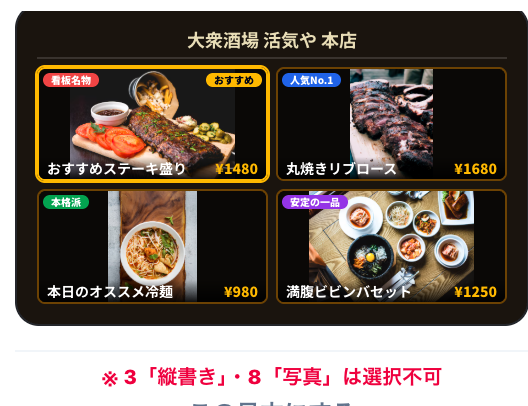 大衆酒場 活気や 本店
看板名物
おすすめ
おすすめステーキ盛り ¥1480
人気No.1
丸焼きリブロース ¥1680
本格派
本日のオススメ冷麺 ¥980
安定の一品
満腹ビビンバセット ¥1250
※ 3「縦書き」・8「写真」は選択不可